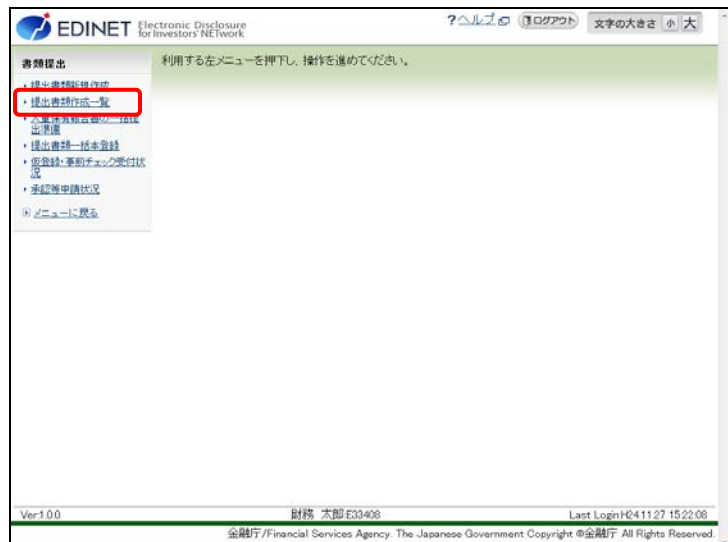 EDINET Electronic Disclosure for Investors' NETwork
?ヘルプ ログアウト 文字の大きさ 小 大
書類提出
利用する左メニューを押下し、操作を進めてください。
提出書類新規作成
提出書類作成一覧
大量保有報告書の一括提
出準備
提出書類一括本登録
仮登録・事前チェック受付状
況
承認等申請状況
メニューに戻る
Ver.1.0.0
財務 太郎:E33408
Last Login:H24.11.27 15:22:08
金融庁/Financial Services Agency. The Japanese Government Copyright ©金融庁 All Rights Reserved.